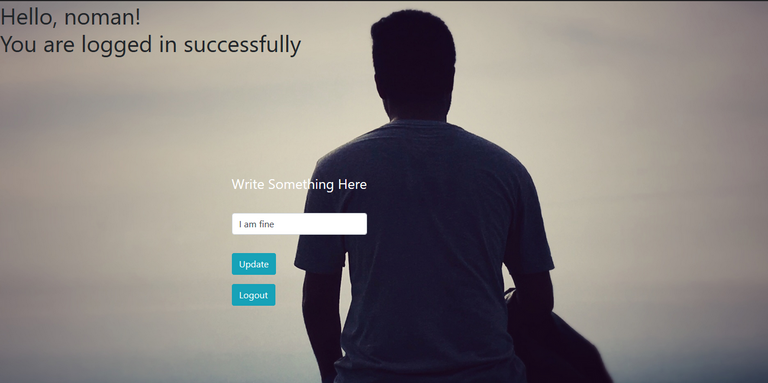 Hello, noman!
You are logged in successfully
Write Something Here
I am fine
Update
Logout